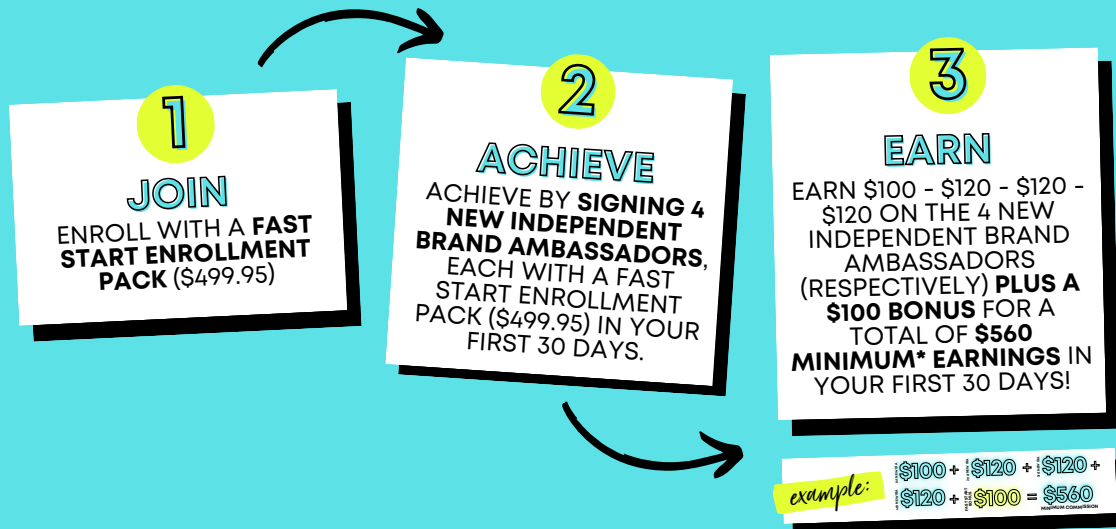 1
JOIN
ENROLL WITH A FAST
START ENROLLMENT
PACK ($499.95)
2
ACHIEVE
ACHIEVE BY SIGNING 4
NEW INDEPENDENT
BRAND AMBASSADORS,
EACH WITH A FAST
START ENROLLMENT
PACK ($499.95) IN YOUR
FIRST 30 DAYS.
3
EARN
EARN $100 - $120 - $120 -
$120 ON THE 4 NEW
INDEPENDENT BRAND
AMBASSADORS
(RESPECTIVELY) PLUS A
$100 BONUS FOR A
TOTAL OF $560
MINIMUM* EARNINGS IN
YOUR FIRST 30 DAYS!
example:
$100 + $120 + $120 +
$120 + $100 = $560
MINIMUM COMMISSION